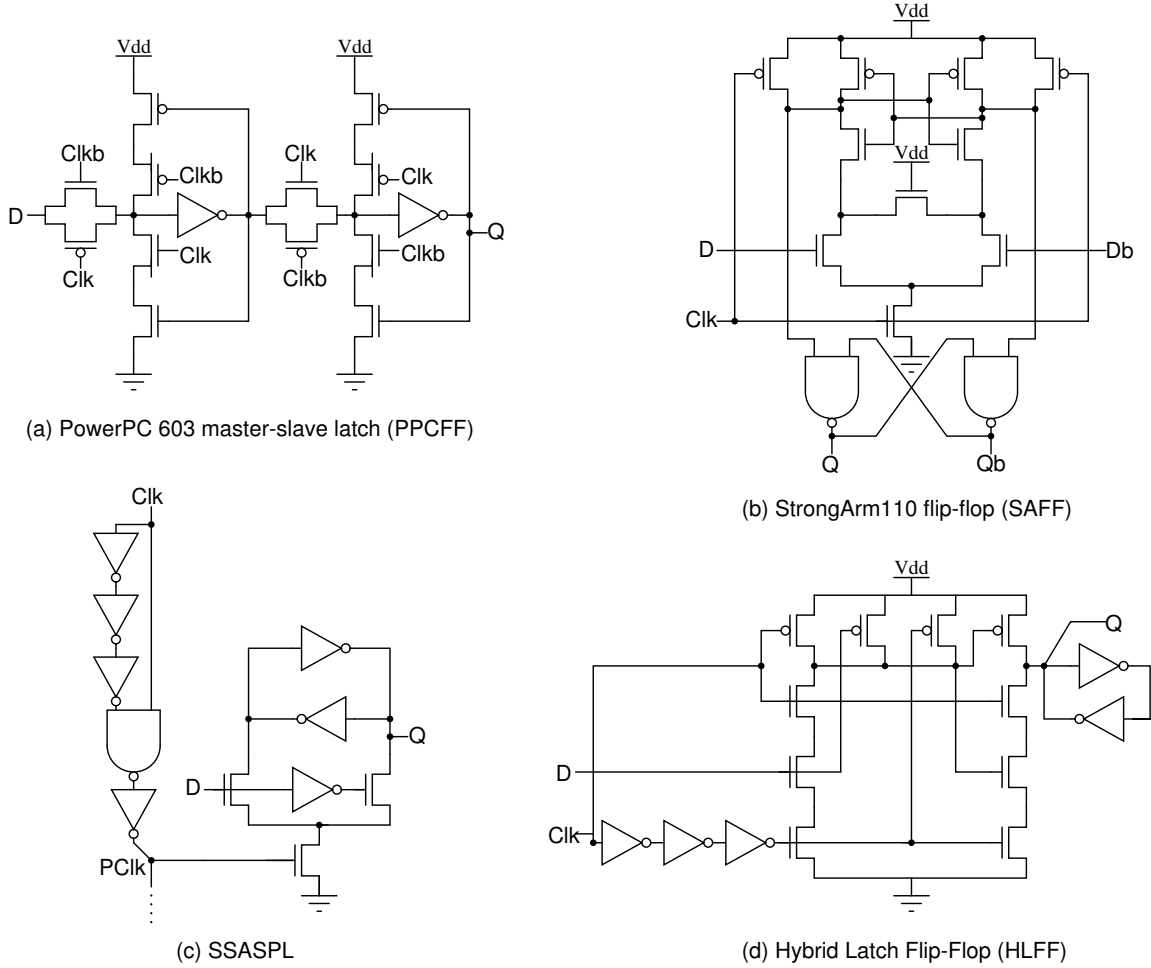 Vdd
Vdd
Clkb
Clkb
Clk
Clk
D
Q
Clk
Clk
Clkb
Clkb
(a) PowerPC 603 master-slave latch (PPCFF)
Vdd
Vdd
D
Db
Clk
Q
Qb
(b) StrongArm110 flip-flop (SAFF)
Clk
D
Q
PClk
(c) SSASPL
Vdd
Q
D
Clk
(d) Hybrid Latch Flip-Flop (HLFF)